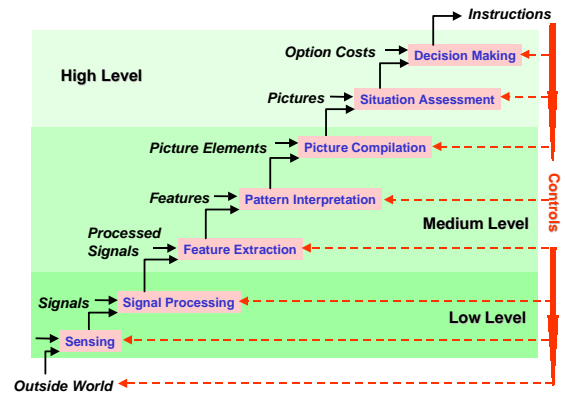 Instructions
Option Costs
Decision Making
High Level
Pictures
Situation Assessment
Picture Elements
Picture Compilation
Controls
Features
Pattern Interpretation
Medium Level
Processed
Signals
Feature Extraction
Signals
Signal Processing
Low Level
Sensing
Outside World